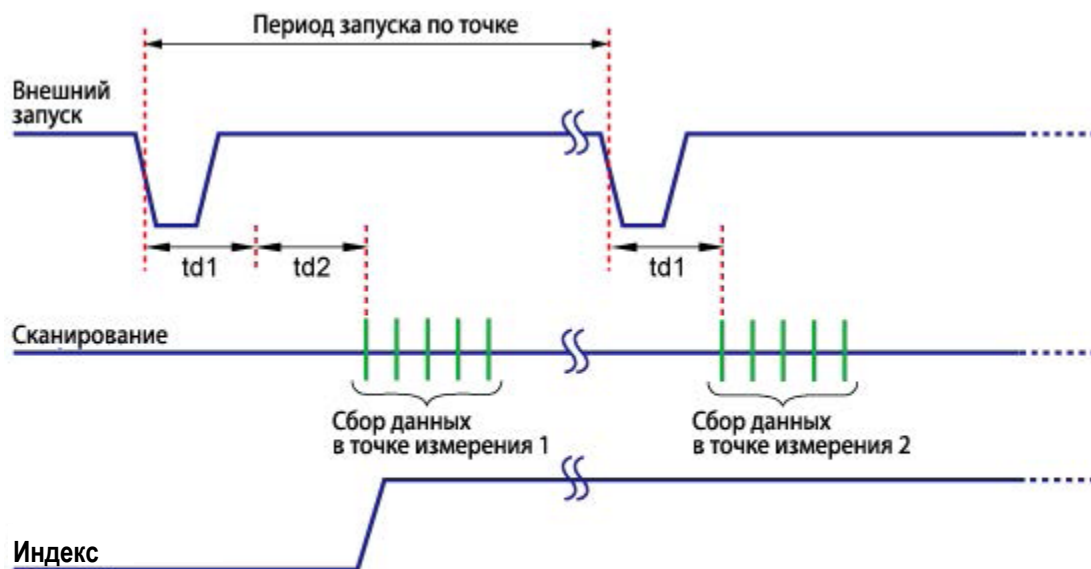 Период запуска по точке
Внешний
запуск
td1
td2
td1
Сканирование
Сбор данных
в точке измерения 1
Сбор данных
в точке измерения 2
Индекс